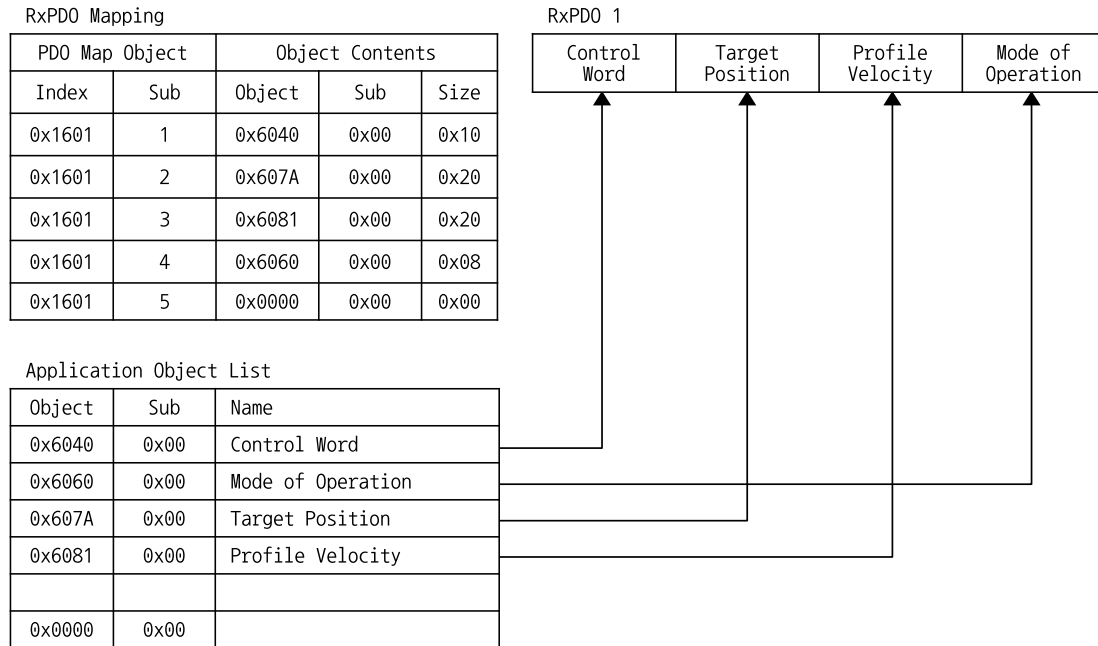 RxPDO Mapping
PDO Map Object Object Contents
Index Sub Object Sub Size
0x1601 1 0x6040 0x00 0x10
0x1601 2 0x607A 0x00 0x20
0x1601 3 0x6081 0x00 0x20
0x1601 4 0x6060 0x00 0x08
0x1601 5 0x0000 0x00 0x00
RxPDO 1
Control Word
Target Position
Profile Velocity
Mode of Operation
Application Object List
Object Sub Name
0x6040 0x00 Control Word
0x6060 0x00 Mode of Operation
0x607A 0x00 Target Position
0x6081 0x00 Profile Velocity
0x0000 0x00